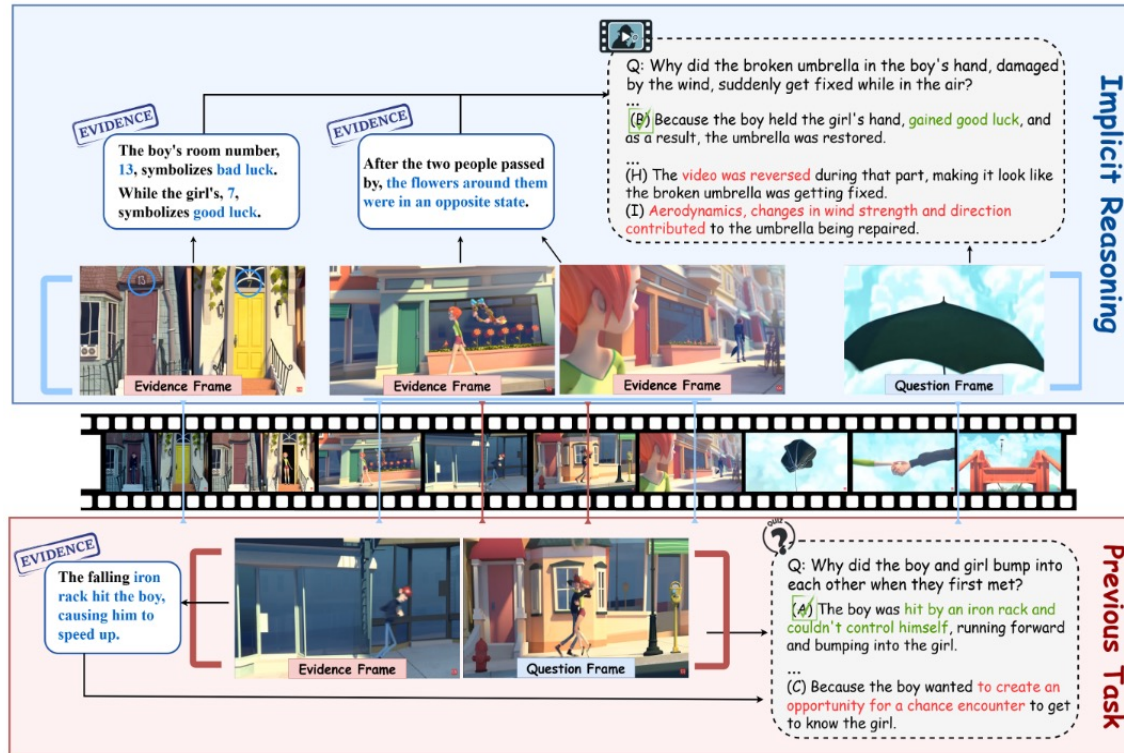 Implicit Reasoning
EVIDENCE
The boy's room number,
13, symbolizes bad luck.
While the girl's, 7,
symbolizes good luck.
EVIDENCE
After the two people passed
by, the flowers around them
were in an opposite state.
Q: Why did the broken umbrella in the boy's hand, damaged
by the wind, suddenly get fixed while in the air?
...
(B) Because the boy held the girl's hand, gained good luck, and
as a result, the umbrella was restored.
...
(H) The video was reversed during that part, making it look like
the broken umbrella was getting fixed.
(I) Aerodynamics, changes in wind strength and direction
contributed to the umbrella being repaired.
13
Evidence Frame
Evidence Frame
Evidence Frame
Question Frame
Previous Task
EVIDENCE
The falling iron
rack hit the boy,
causing him to
speed up.
Evidence Frame
Question Frame
QUIZ
Q: Why did the boy and girl bump into
each other when they first met?
(A) The boy was hit by an iron rack and
couldn't control himself, running forward
and bumping into the girl.
...
(C) Because the boy wanted to create an
opportunity for a chance encounter to get
to know the girl.